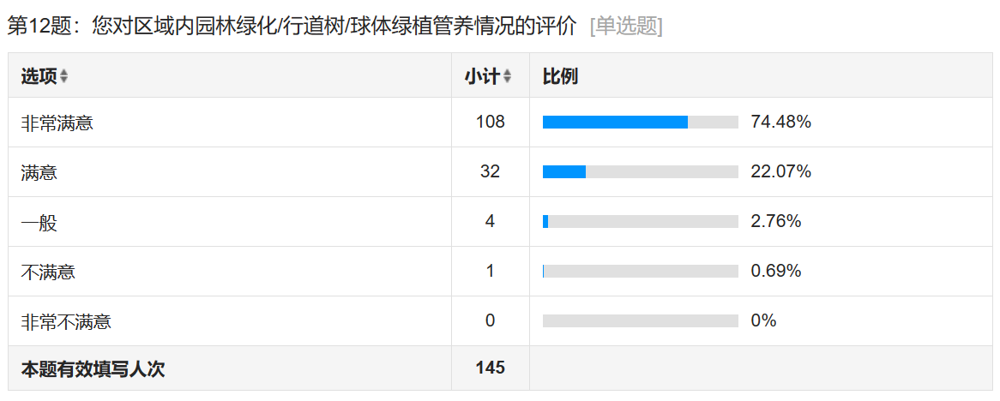 第12题：您对区域内园林绿化/行道树/球体绿植管养情况的评价 [单选题]
选项 小计 比例
非常满意 108 74.48%
满意 32 22.07%
一般 4 2.76%
不满意 1 0.69%
非常不满意 0 0%
本题有效填写人次 145